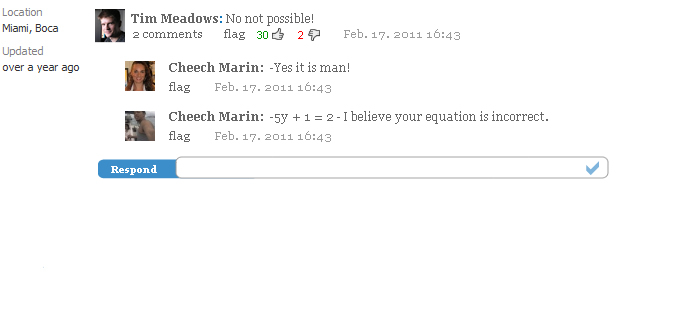 Location
Miami, Boca
Updated
over a year ago
Tim Meadows: No not possible!
2 comments flag 30 2 Feb. 17. 2011 16:43
Cheech Marin: -Yes it is man!
flag Feb. 17. 2011 16:43
Cheech Marin: -5y + 1 = 2 - I believe your equation is incorrect.
flag Feb. 17. 2011 16:43
Respond